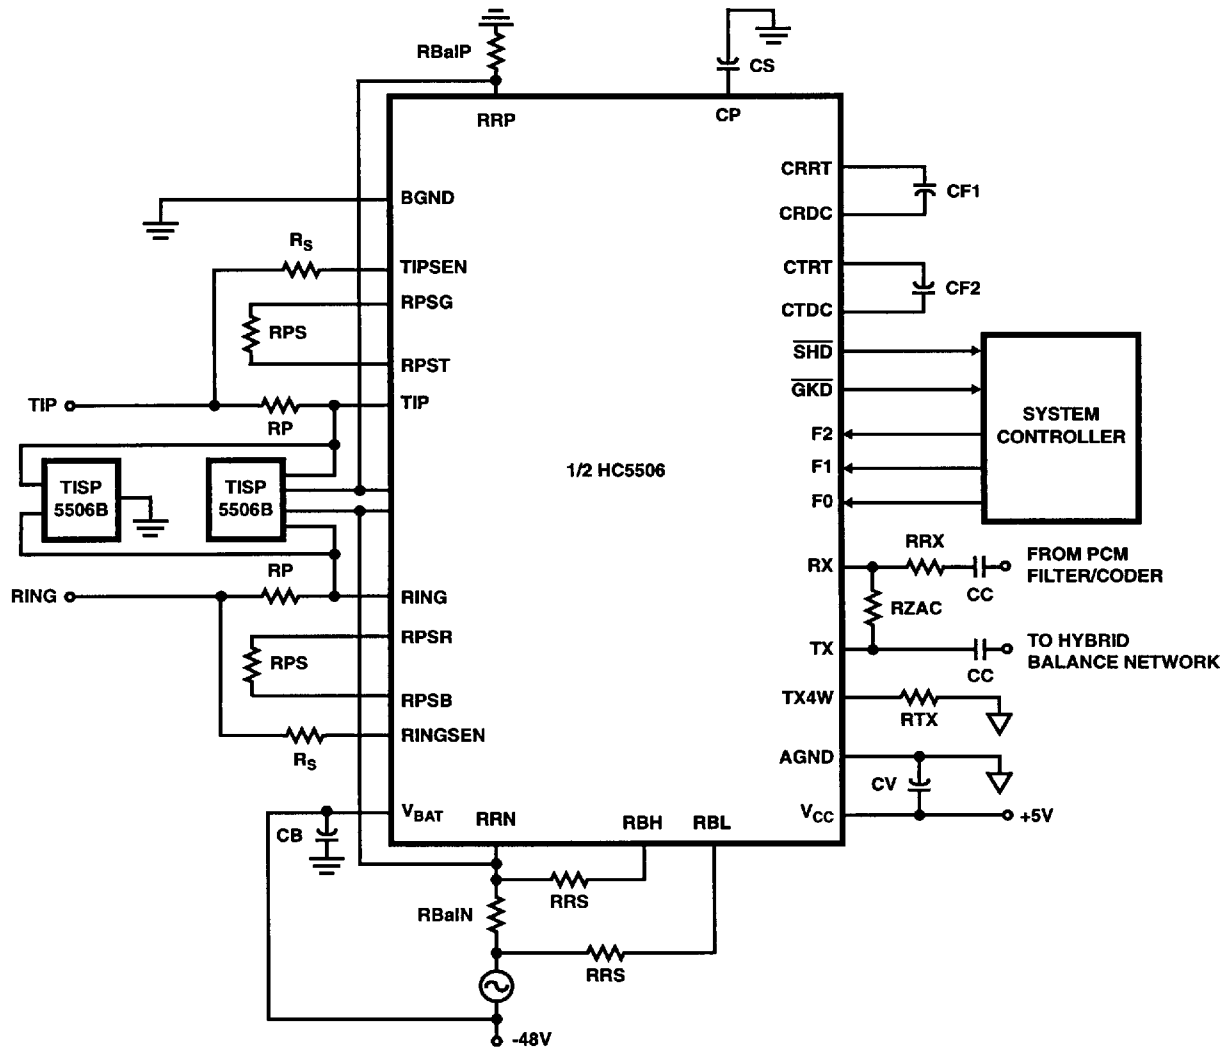 RBalP
CS
RRP
CP
CRRT
CF1
CRDC
BGND
RS
TIPSEN
CTRT
CF2
CTDC
RPSG
RPS
RPST
SHD
GKD
SYSTEM
CONTROLLER
TIP
TIP
RP
F2
F1
F0
1/2 HC5506
TISP
5506B
TISP
5506B
RX
RRX
CC
FROM PCM
FILTER/CODER
RZAC
RING
RP
RING
TX
CC
TO HYBRID
BALANCE NETWORK
RPSR
RPS
RPSB
TX4W
RTX
RINGSEN
RS
AGND
CV
VCC
+5V
VBAT
CB
RRN
RBH
RBL
RRS
RBalN
RRS
-48V